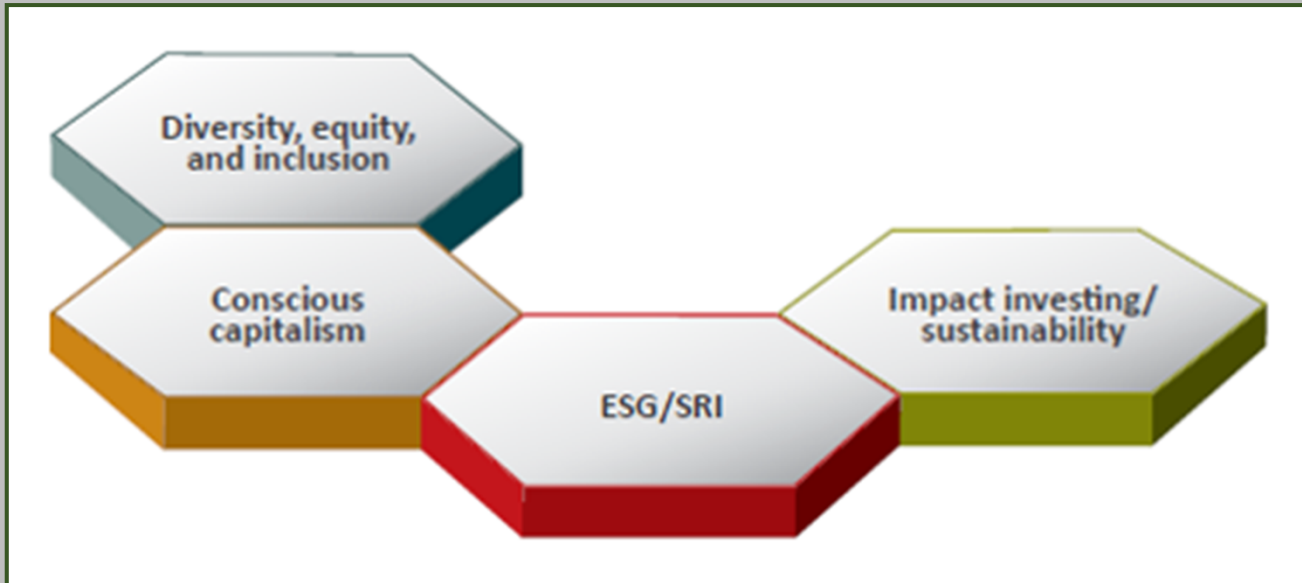 Diversity, equity,
and inclusion
Conscious
capitalism
Impact investing/
sustainability
ESG/SRI